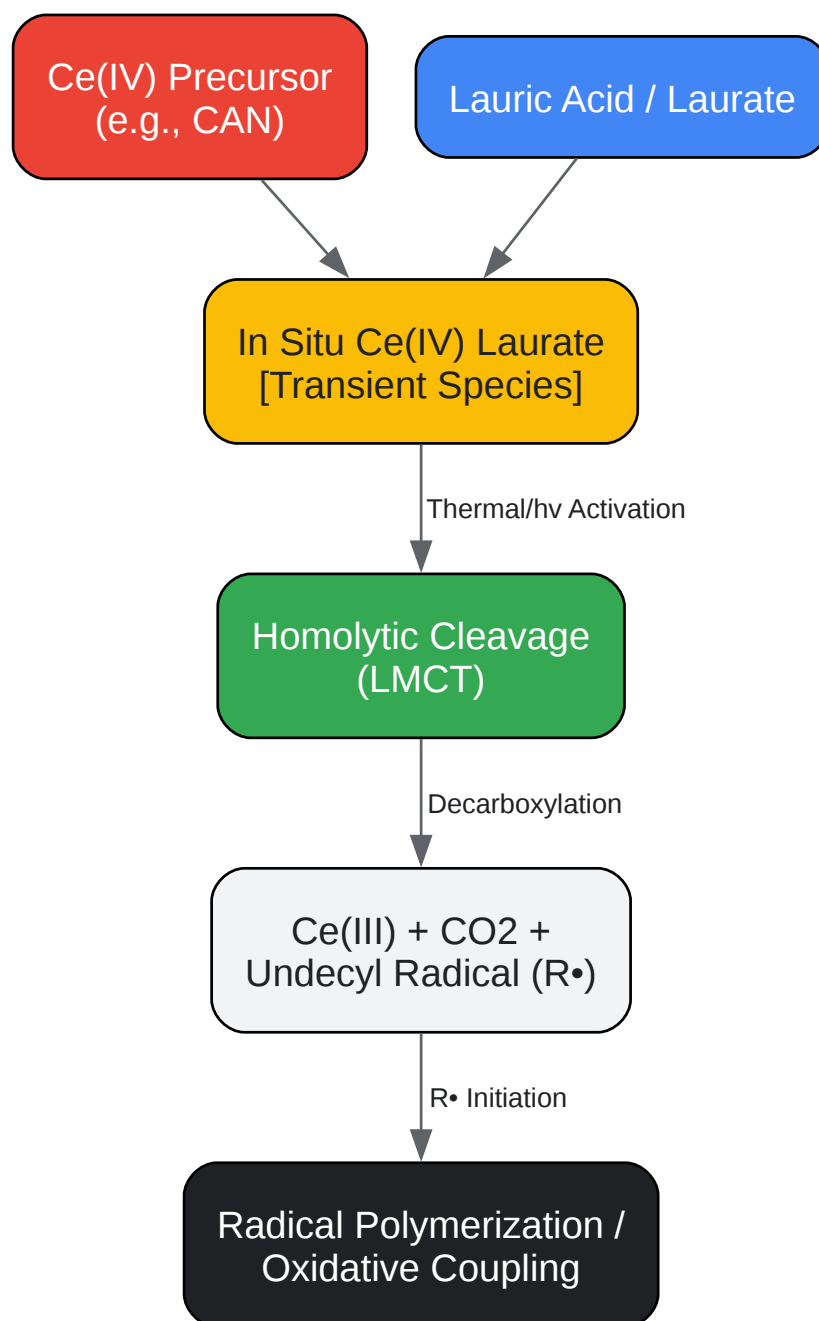 Ce(IV) Precursor
(e.g., CAN)
Lauric Acid / Laurate
In Situ Ce(IV) Laurate
[Transient Species]
Thermal/hv Activation
Homolytic Cleavage
(LMCT)
Decarboxylation
Ce(III) + CO2 +
Undecyl Radical (R•)
R• Initiation
Radical Polymerization /
Oxidative Coupling